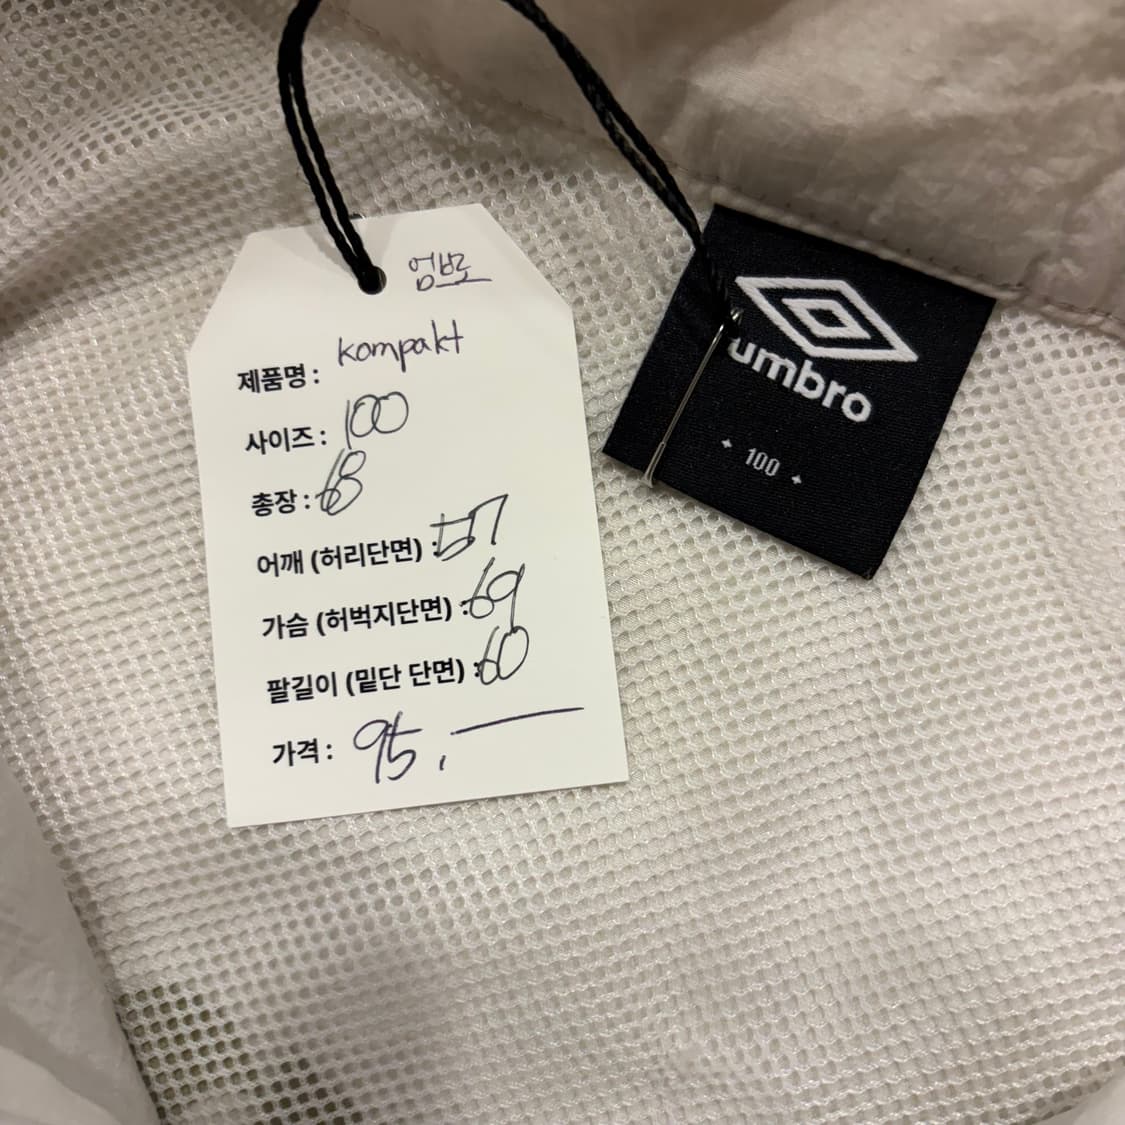 엄브로
제품명 : kompakt
사이즈 : 100
총장 : 68
어깨 (허리단면) : 57
가슴 (허벅지단면) : 69
팔길이 (밑단 단면) : 60
가격 : 95,
umbro
100